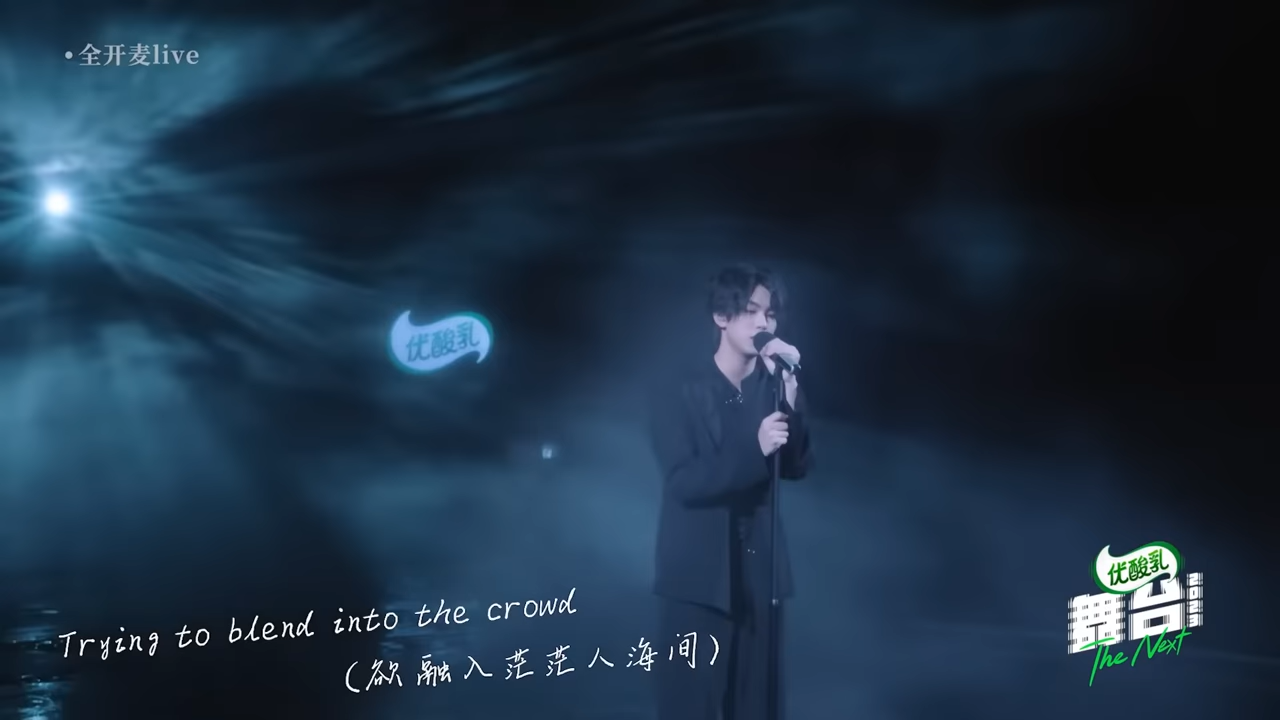 •全开麦live
优酸乳
Trying to blend into the crowd
(欲融入茫茫人海间)
优酸乳
舞台
2023
The Next